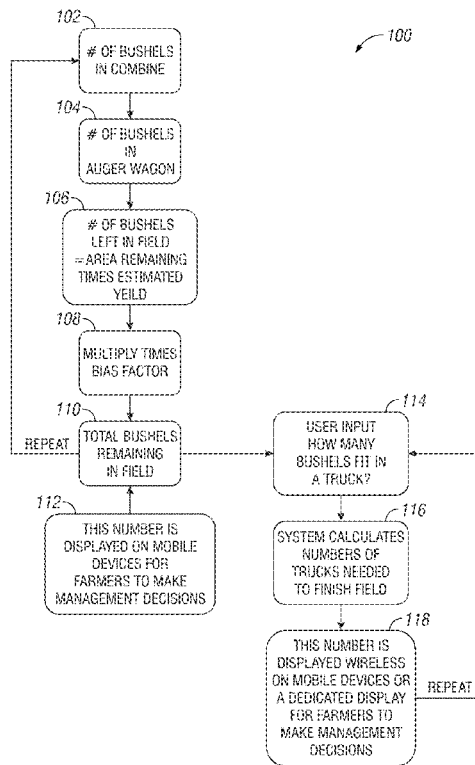 102
100
# OF BUSHELS
IN COMBINE
104
# OF BUSHELS
IN
AUGER WAGON
106
# OF BUSHELS
LEFT IN FIELD
=AREA REMAINING
TIMES ESTIMATED
YEILD
108
MULTIPLY TIMES
BIAS FACTOR
110
REPEAT
TOTAL BUSHELS
REMAINING
IN FIELD
112
THIS NUMBER IS
DISPLAYED ON MOBILE
DEVICES FOR
FARMERS TO MAKE
MANAGEMENT DECISIONS
114
USER INPUT
HOW MANY
BUSHELS FIT IN
A TRUCK?
116
SYSTEM CALCULATES
NUMBERS OF
TRUCKS NEEDED
TO FINISH FIELD
118
THIS NUMBER IS
DISPLAYED WIRELESS
ON MOBILE DEVICES OR
A DEDICATED DISPLAY
FOR FARMERS TO
MAKE MANAGEMENT
DECISIONS
REPEAT